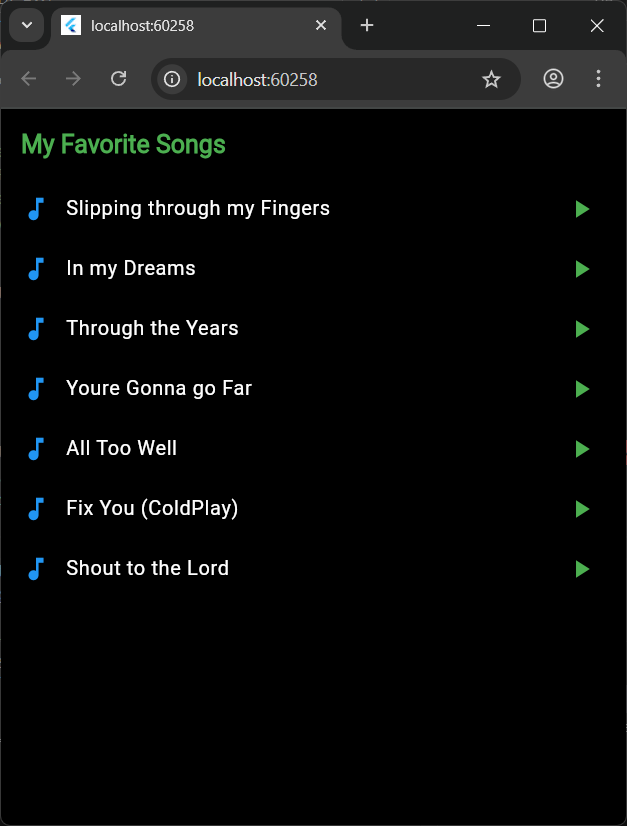 localhost:60258
localhost:60258
My Favorite Songs
Slipping through my Fingers
In my Dreams
Through the Years
Youre Gonna go Far
All Too Well
Fix You (ColdPlay)
Shout to the Lord